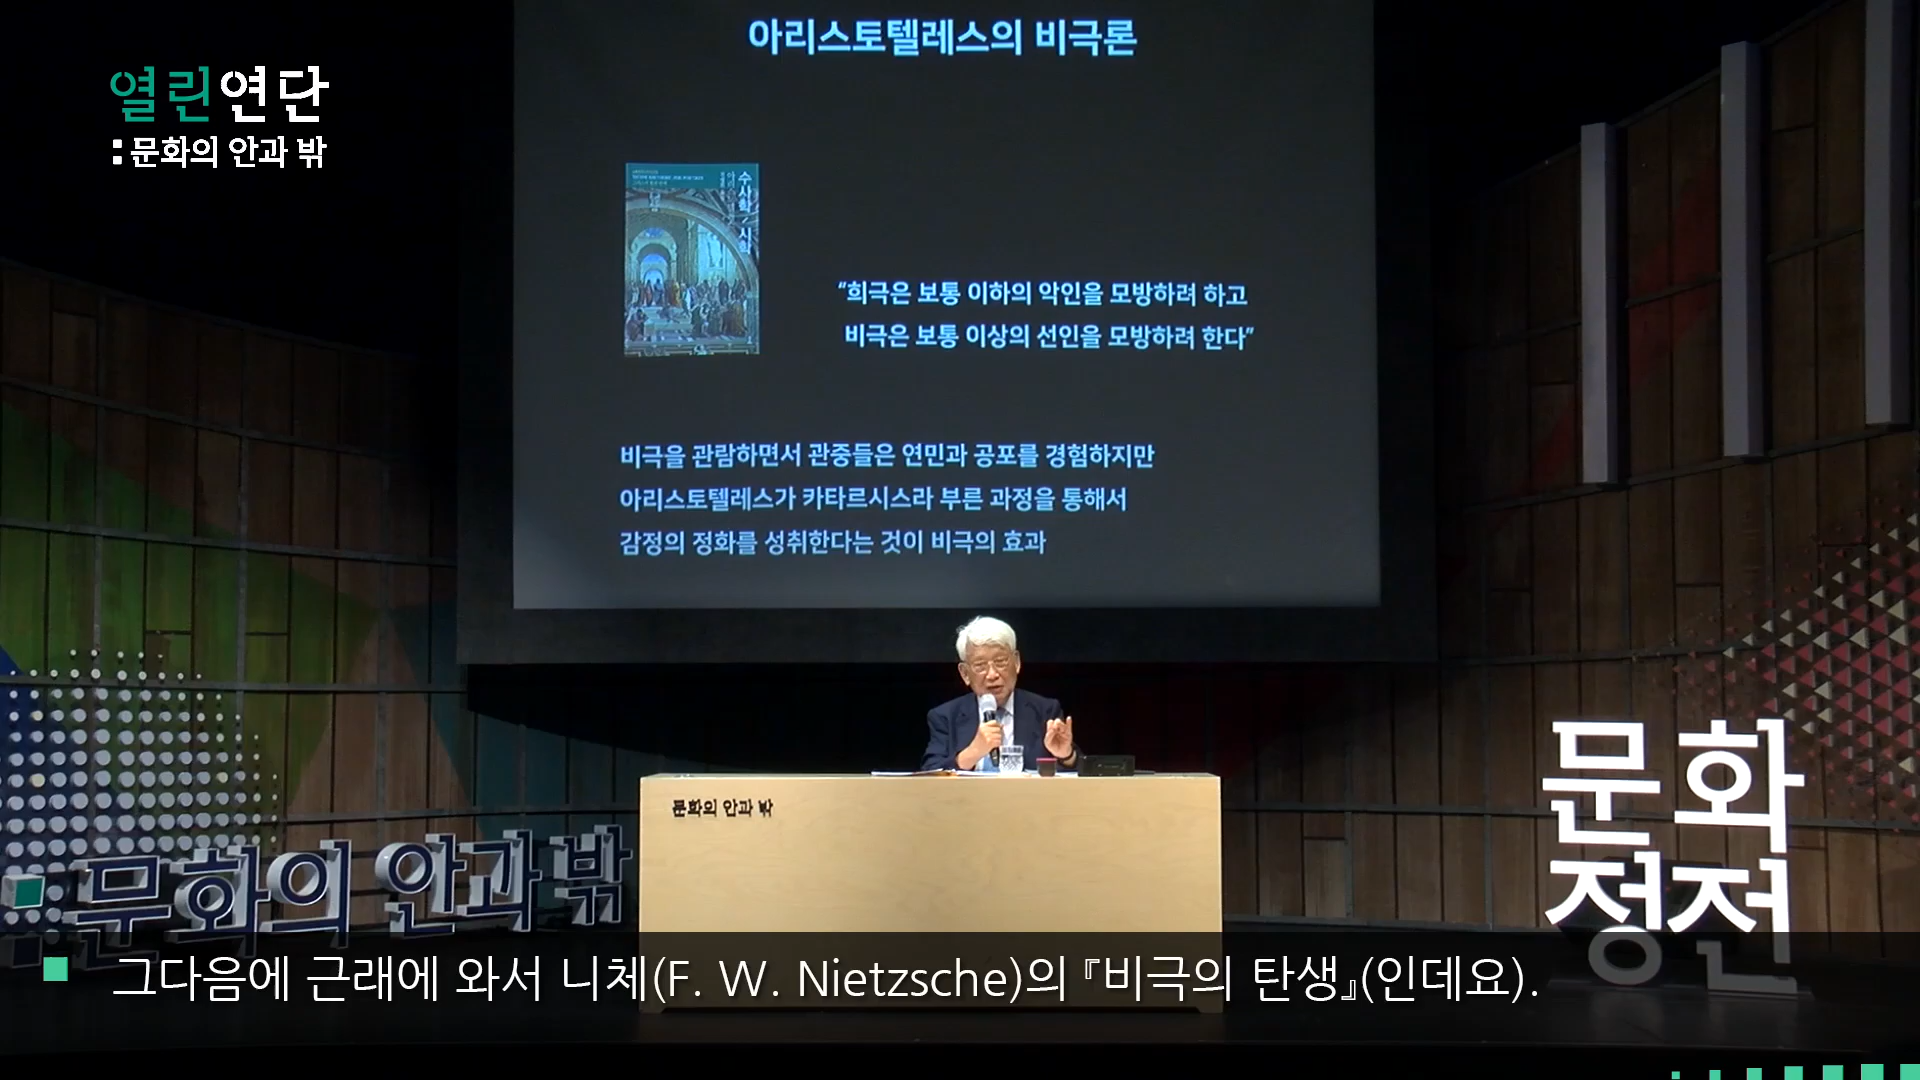 아리스토텔레스의 비극론
열린연단
:문화의 안과 밖
수사학 / 시학
"희극은 보통 이하의 악인을 모방하려 하고
비극은 보통 이상의 선인을 모방하려 한다"
비극을 관람하면서 관중들은 연민과 공포를 경험하지만
아리스토텔레스가 카타르시스라 부른 과정을 통해서
감정의 정화를 성취한다는 것이 비극의 효과
문화의 안과 밖
:문화의 안과 밖
문화
정전
그다음에 근래에 와서 니체(F. W. Nietzsche)의 『비극의 탄생』(인데요).